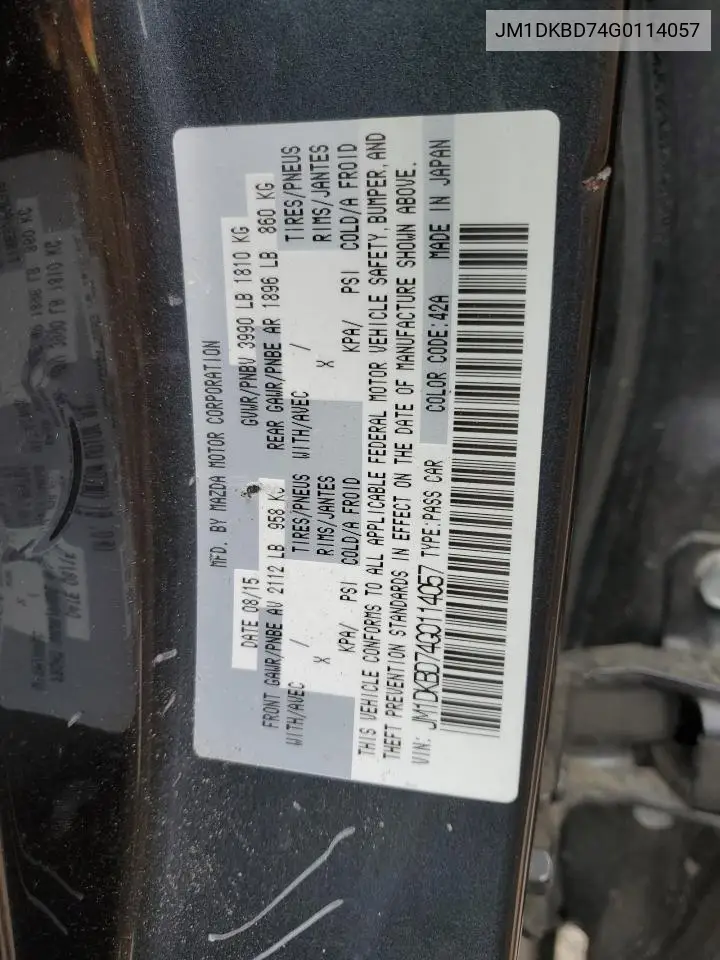 JM1DKBD74G0114057
MFD. BY MAZDA MOTOR CORPORATION
DATE 08/15 GVWR/PNBV 3990 LB 1810 KG
FRONT GAWR/PNBE AV 2112 LB 958 KG REAR GAWR/PNBE AR 1896 LB 860 KG
WITH/AVEC / TIRES/PNEUS WITH/AVEC / TIRES/PNEUS
X RIMS/JANTES X RIMS/JANTES
KPA/ PSI COLD/A FROID KPA/ PSI COLD/A FROID
THIS VEHICLE CONFORMS TO ALL APPLICABLE FEDERAL MOTOR VEHICLE SAFETY, BUMPER, AND
THEFT PREVENTION STANDARDS IN EFFECT ON THE DATE OF MANUFACTURE SHOWN ABOVE.
VIN: JM1DKBD74G0114057 TYPE:PASS CAR COLOR CODE:42A MADE IN JAPAN